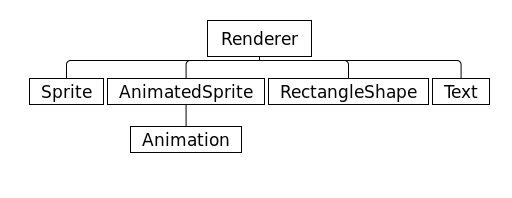 Renderer
Sprite
AnimatedSprite
RectangleShape
Text
Animation